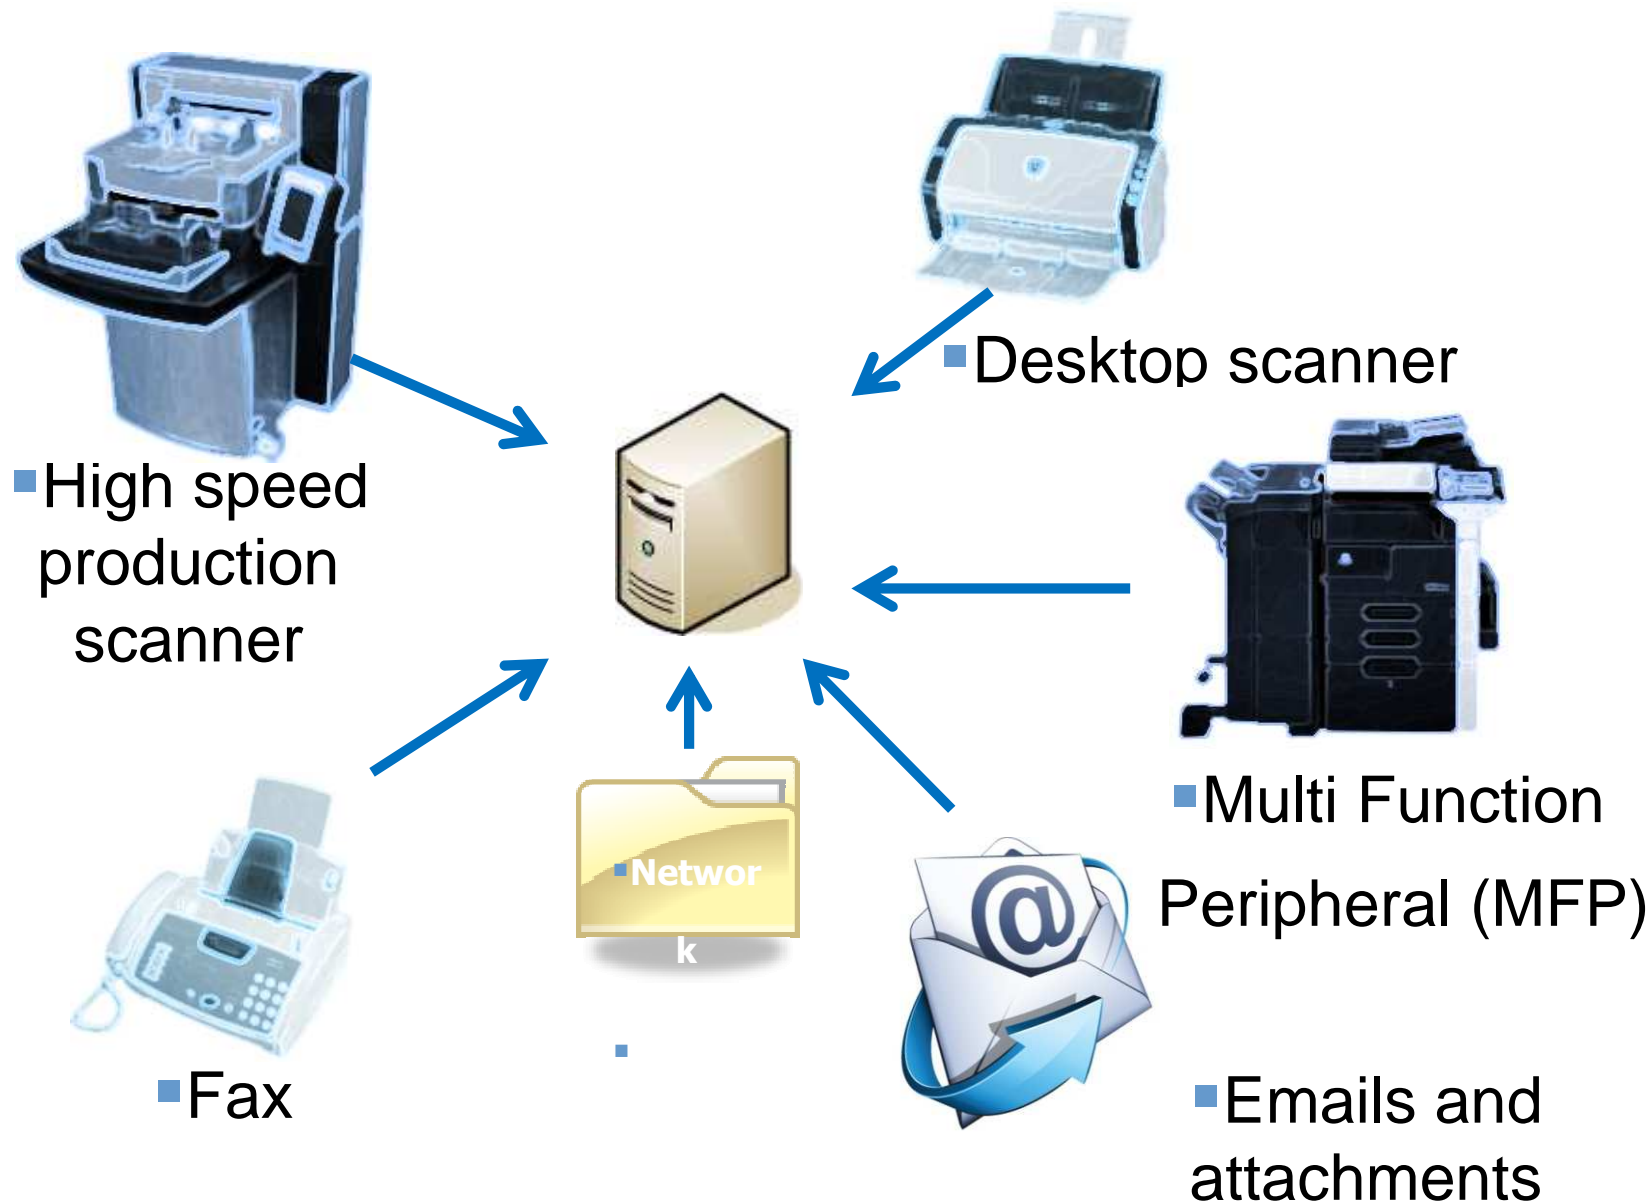 ▪Desktop scanner
▪High speed
production
scanner
▪Multi Function
Peripheral (MFP)
▪Networ
k
▪
▪Fax
▪Emails and
attachments
@